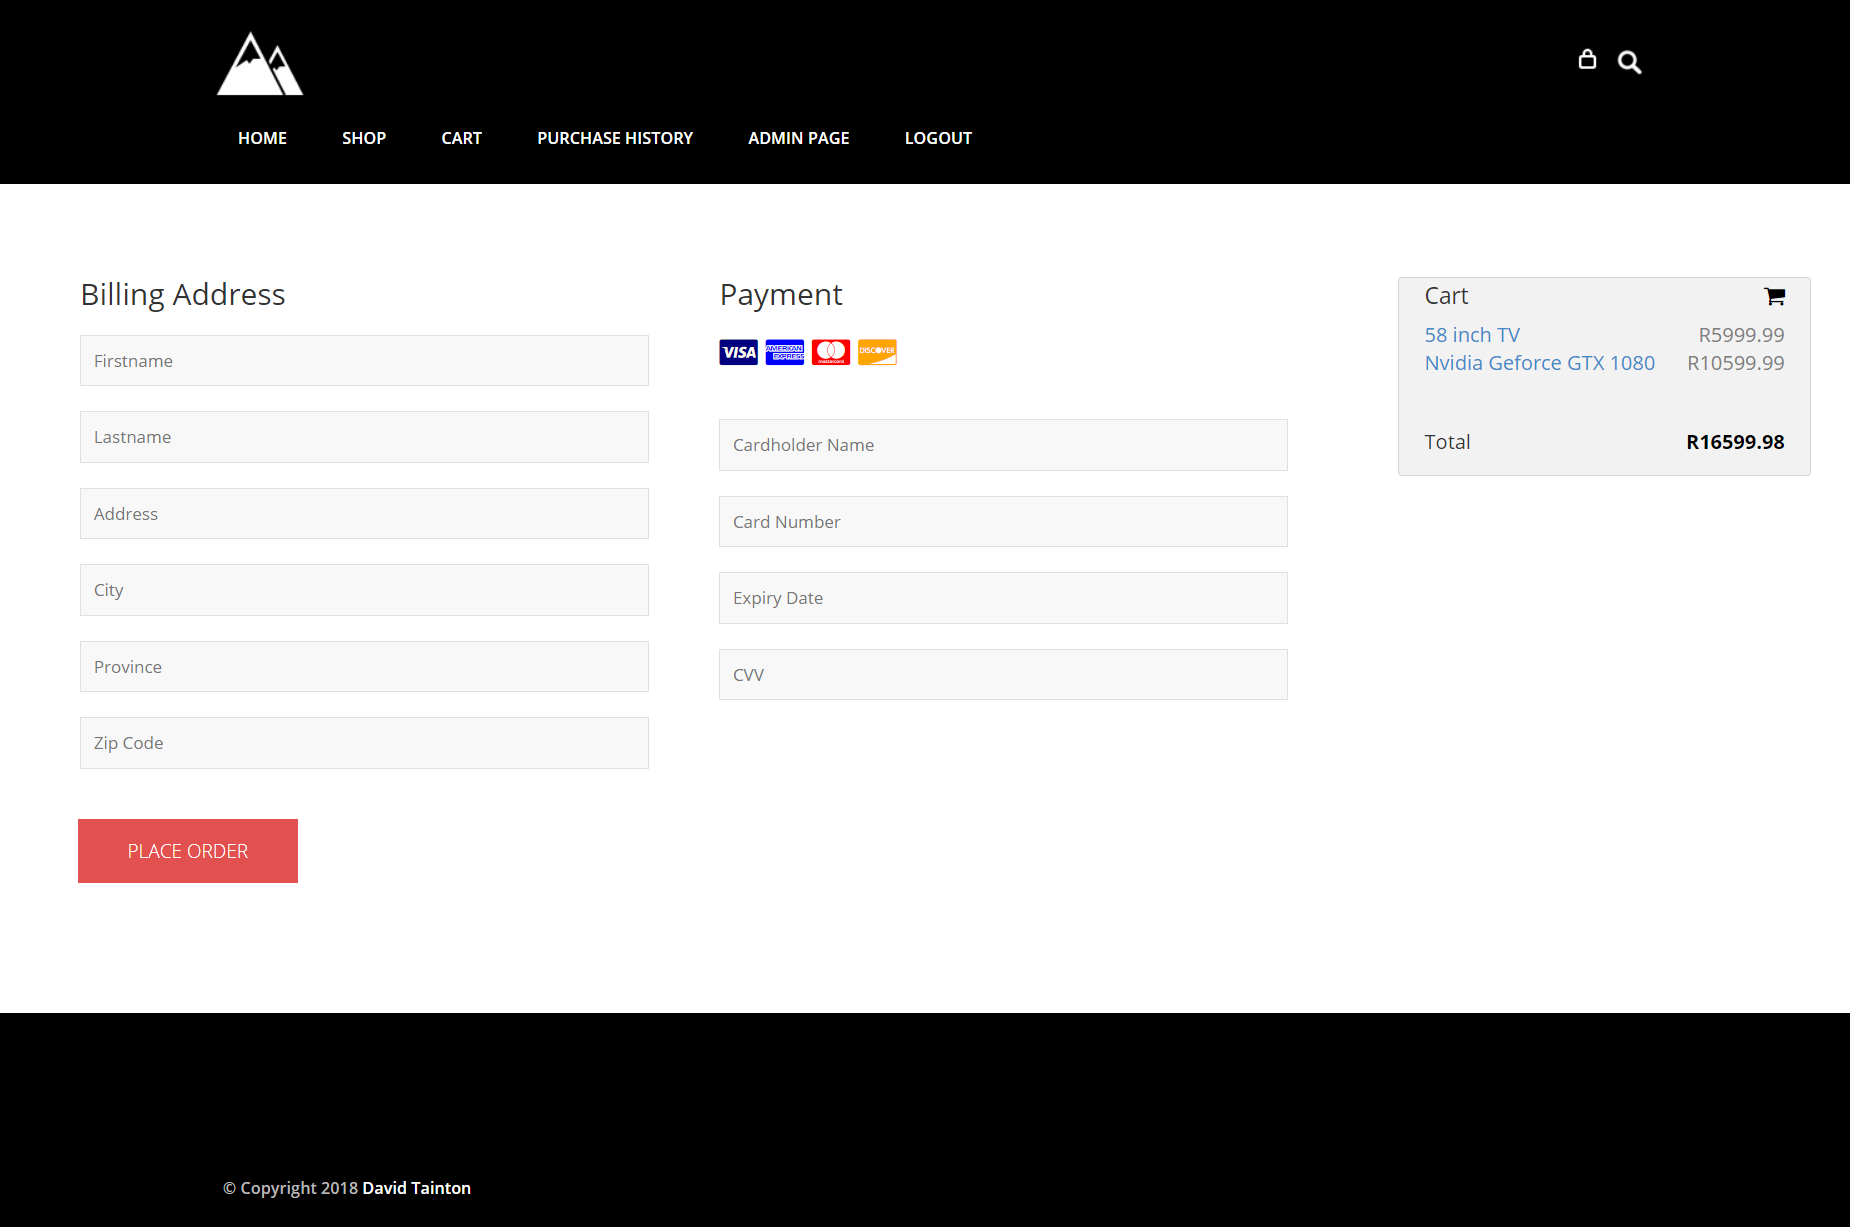 HOME SHOP CART PURCHASE HISTORY ADMIN PAGE LOGOUT
Billing Address
Firstname
Lastname
Address
City
Province
Zip Code
PLACE ORDER
Payment
VISA AMERICAN EXPRESS mastercard DISCOVER
Cardholder Name
Card Number
Expiry Date
CVV
Cart
58 inch TV R5999.99
Nvidia Geforce GTX 1080 R10599.99
Total R16599.98
© Copyright 2018 David Tainton